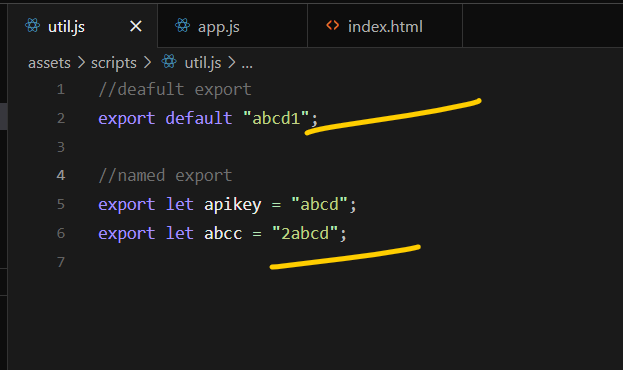 util.js app.js index.html
assets > scripts > util.js > ...
1 //deafult export
2 export default "abcd1";
3
4 //named export
5 export let apikey = "abcd";
6 export let abcc = "2abcd";
7